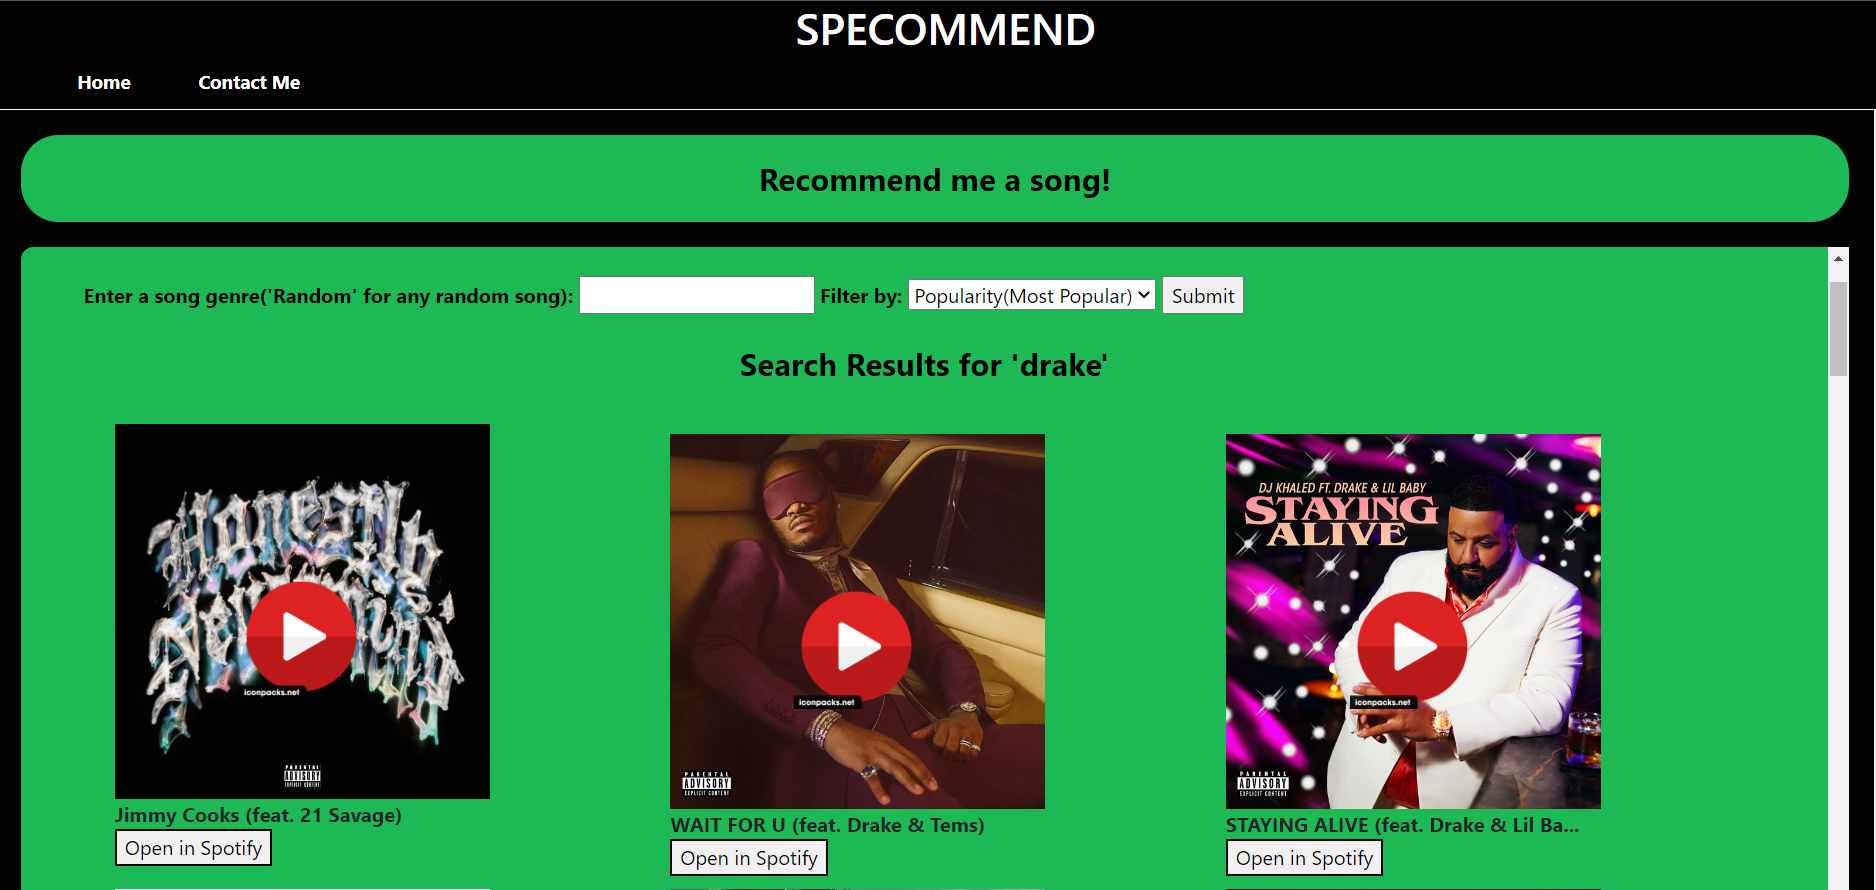 SPECOMMEND
Home Contact Me
Recommend me a song!
Enter a song genre('Random' for any random song): Filter by: Popularity(Most Popular) Submit
Search Results for 'drake'
Honestly,
Nevermind
iconpacks.net
PARENTAL
ADVISORY
EXPLICIT CONTENT
Jimmy Cooks (feat. 21 Savage)
Open in Spotify
iconpacks.net
PARENTAL
ADVISORY
EXPLICIT CONTENT
WAIT FOR U (feat. Drake & Tems)
Open in Spotify
DJ KHALED FT. DRAKE & LIL BABY
STAYING
ALIVE
iconpacks.net
PARENTAL
ADVISORY
EXPLICIT CONTENT
STAYING ALIVE (feat. Drake & Lil Ba...
Open in Spotify